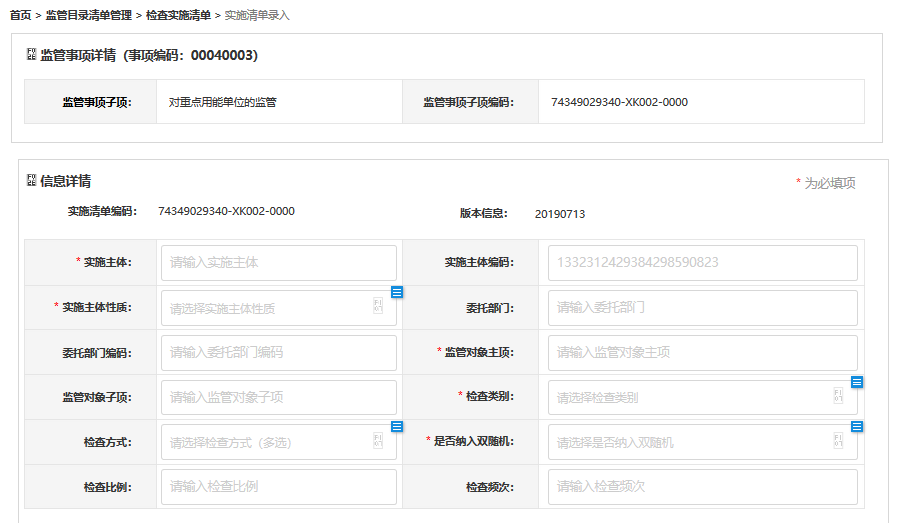 首页 > 监管目录清单管理 > 检查实施清单 > 实施清单录入
监管事项详情（事项编码：00040003）
监管事项子项： 对重点用能单位的监管 监管事项子项编码： 74349029340-XK002-0000
信息详情 * 为必填项
实施清单编码： 74349029340-XK002-0000 版本信息： 20190713
* 实施主体： 请输入实施主体 实施主体编码： 1332312429384298590823
* 实施主体性质： 请选择实施主体性质 委托部门： 请输入委托部门
委托部门编码： 请输入委托部门编码 * 监管对象主项： 请输入监管对象主项
监管对象子项： 请输入监管对象子项 * 检查类别： 请选择检查类别
检查方式： 请选择检查方式（多选） * 是否纳入双随机： 请选择是否纳入双随机
检查比例： 请输入检查比例 检查频次： 请输入检查频次